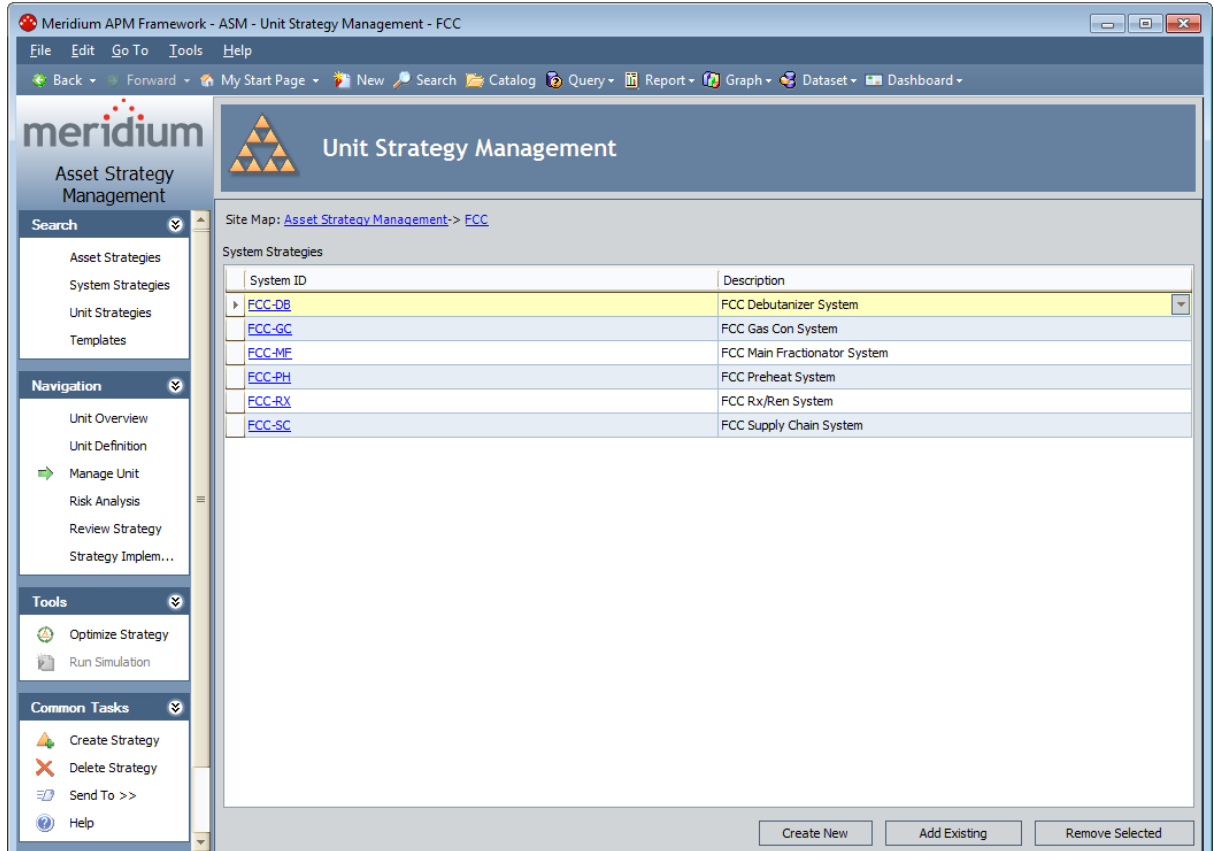 Meridium APM Framework - ASM - Unit Strategy Management - FCC
File Edit Go To Tools Help
Back Forward My Start Page New Search Catalog Query Report Graph Dataset Dashboard
meridium
Asset Strategy
Management
Search
Asset Strategies
System Strategies
Unit Strategies
Templates
Navigation
Unit Overview
Unit Definition
Manage Unit
Risk Analysis
Review Strategy
Strategy Implem...
Tools
Optimize Strategy
Run Simulation
Common Tasks
Create Strategy
Delete Strategy
Send To >>
Help
Unit Strategy Management
Site Map: Asset Strategy Management-> FCC
System Strategies
System ID Description
FCC-DB FCC Debutanizer System
FCC-GC FCC Gas Con System
FCC-MF FCC Main Fractionator System
FCC-PH FCC Preheat System
FCC-RX FCC Rx/Ren System
FCC-SC FCC Supply Chain System
Create New Add Existing Remove Selected